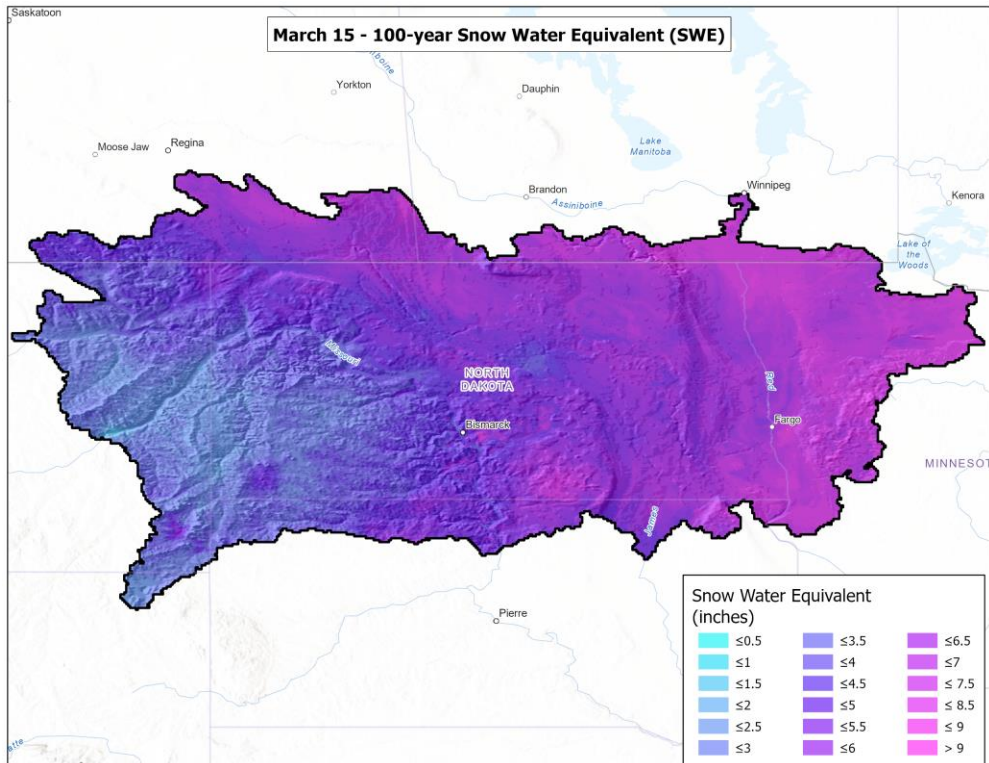 Saskatoon
March 15 - 100-year Snow Water Equivalent (SWE)
Yorkton
Dauphin
Moose Jaw
Regina
Lake
Manitoba
Brandon
Assiniboine
Winnipeg
Kenora
Lake of
the
Woods
Missouri
NORTH
DAKOTA
Bismarck
Red
Fargo
MINNESOT
James
Pierre
Snow Water Equivalent
(inches)
≤0.5
≤1
≤1.5
≤2
≤2.5
≤3
≤3.5
≤4
≤4.5
≤5
≤5.5
≤6
≤6.5
≤7
≤ 7.5
≤ 8.5
≤ 9
> 9